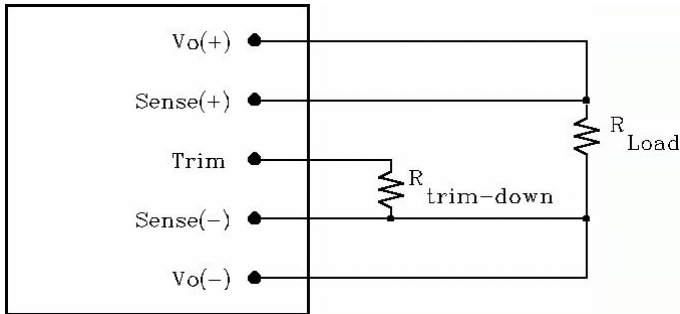 Vo(+)
Sense(+)
Trim
Sense(-)
Vo(-)
R
Load
R
trim-down